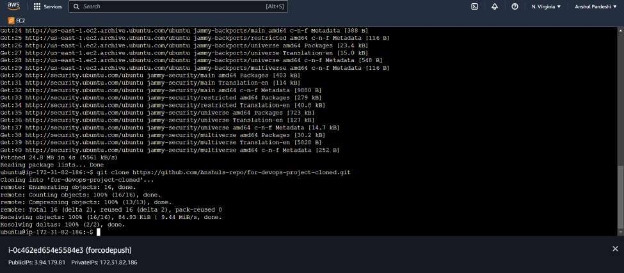 aws Services Search [Alt+S] N. Virginia Anshul Pardeshi
EC2
Get:24 http://us-east-1.ec2.archive.ubuntu.com/ubuntu jammy-backports/main amd64 c-n-f Metadata [388 B]
Get:25 http://us-east-1.ec2.archive.ubuntu.com/ubuntu jammy-backports/restricted amd64 c-n-f Metadata [116 B]
Get:26 http://us-east-1.ec2.archive.ubuntu.com/ubuntu jammy-backports/universe amd64 Packages [23.4 kB]
Get:27 http://us-east-1.ec2.archive.ubuntu.com/ubuntu jammy-backports/universe Translation-en [15.0 kB]
Get:28 http://us-east-1.ec2.archive.ubuntu.com/ubuntu jammy-backports/universe amd64 c-n-f Metadata [548 B]
Get:29 http://us-east-1.ec2.archive.ubuntu.com/ubuntu jammy-backports/multiverse amd64 c-n-f Metadata [116 B]
Get:30 http://security.ubuntu.com/ubuntu jammy-security/main amd64 Packages [403 kB]
Get:31 http://security.ubuntu.com/ubuntu jammy-security/main Translation-en [114 kB]
Get:32 http://security.ubuntu.com/ubuntu jammy-security/main amd64 c-n-f Metadata
Get:33 http://security.ubuntu.com/ubuntu jammy-security/restricted amd64 Packages
Get:34 http://security.ubuntu.com/ubuntu jammy-security/restricted Translation-en [40.8 kB]
Get:35 http://security.ubuntu.com/ubuntu jammy-security/universe amd64 Packages [723 kB]
Get:36 http://security.ubuntu.com/ubuntu jammy-security/universe Translation-en [127 kB]
Get:37 http://security.ubuntu.com/ubuntu jammy-security/universe amd64 c-n-f Metadata [14.7 kB]
Get:38 http://security.ubuntu.com/ubuntu jammy-security/multiverse amd64 Packages [30.2 kB]
Get:39 http://security.ubuntu.com/ubuntu jammy-security/multiverse Translation-en [5828 B]
Get:40 http://security.ubuntu.com/ubuntu jammy-security/multiverse amd64 c-n-f Metadata [252 B]
Fetched 24.8 MB in 4s (5561 kB/s)
Reading package lists... Done
ubuntu@ip-172-31-82-186:~$ git clone https://github.com/Anshuls-repo/for-devops-project-cloned.git
Cloning into 'for-devops-project-cloned'...
remote: Enumerating objects: 16, done.
remote: Counting objects: 100% (16/16), done.
remote: Compressing objects: 100% (13/13), done.
remote: Total 16 (delta 2), reused 16 (delta 2), pack-reused 0
Receiving objects: 100% (16/16), 84.93 KiB | 9.44 MiB/s, done.
Resolving deltas: 100% (2/2), done.
ubuntu@ip-172-31-82-186:~$
i-0c462ed654e5584e3 (forcodepush)
PublicIPs: 3.94.179.81 PrivateIPs: 172.31.82.186